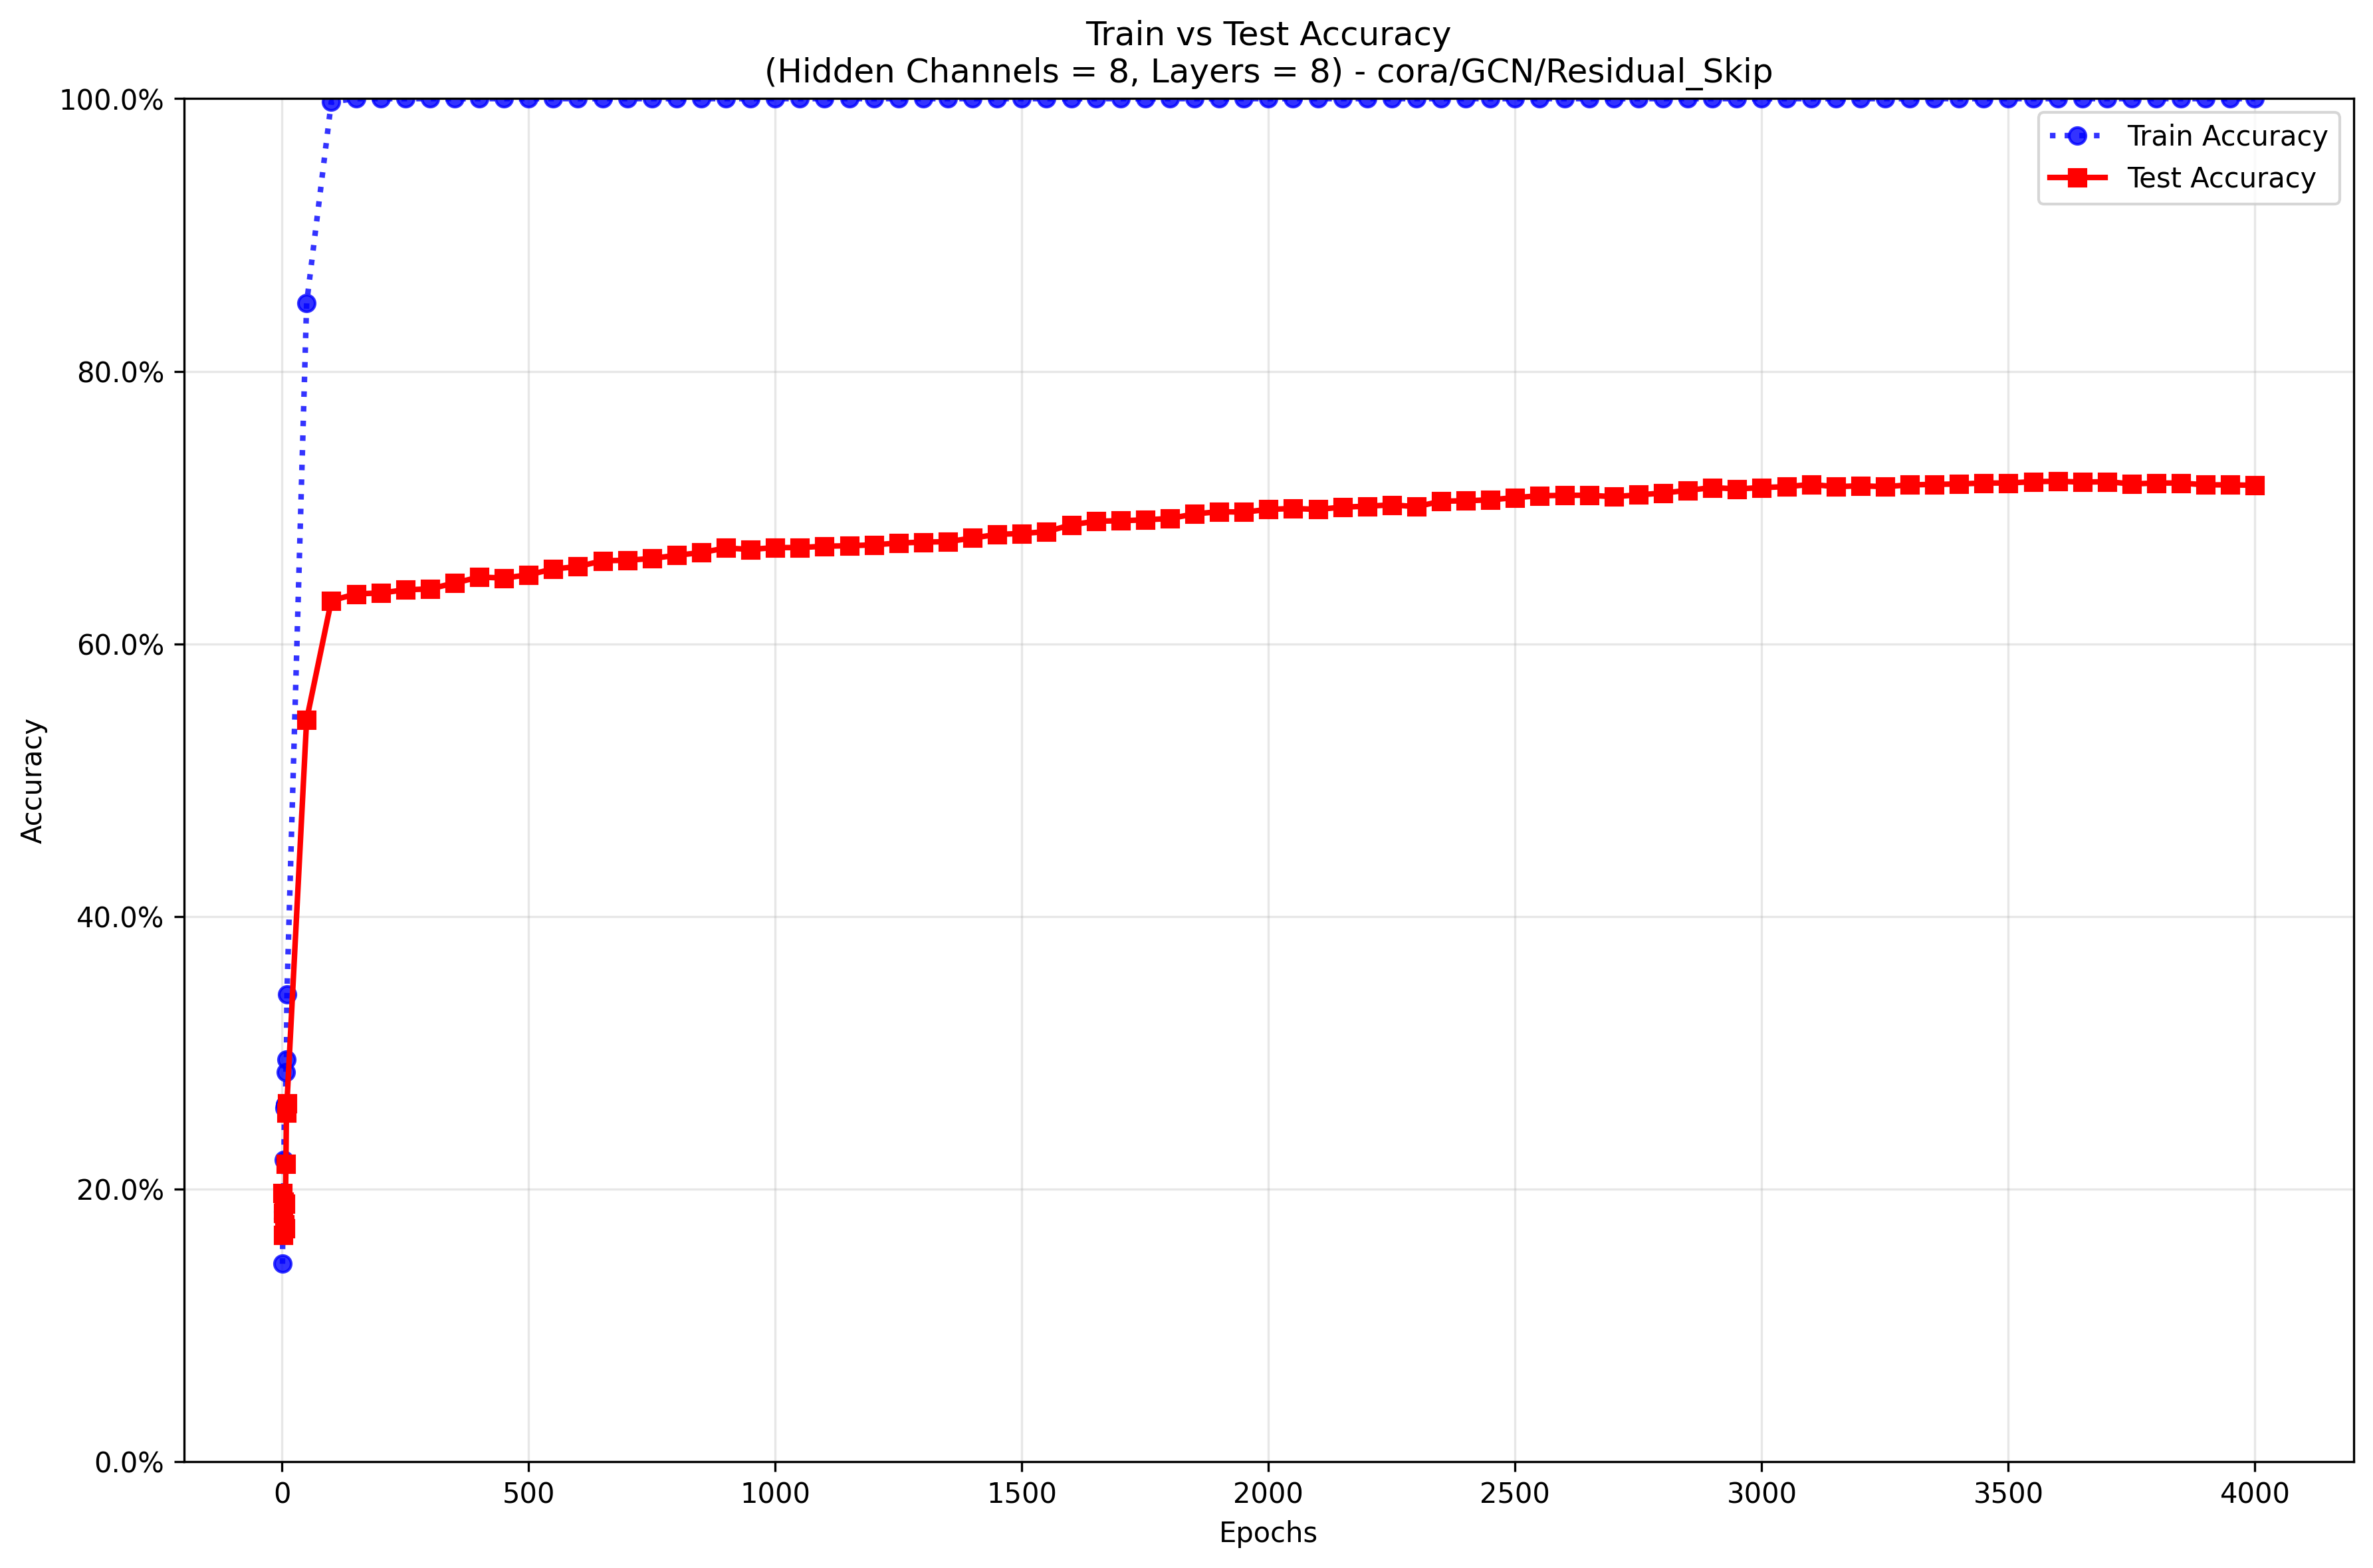 Train vs Test Accuracy
(Hidden Channels = 8, Layers = 8) - cora/GCN/Residual_Skip
100.0%
80.0%
60.0%
40.0%
20.0%
0.0%
Accuracy
Train Accuracy
Test Accuracy
0 500 1000 1500 2000 2500 3000 3500 4000
Epochs